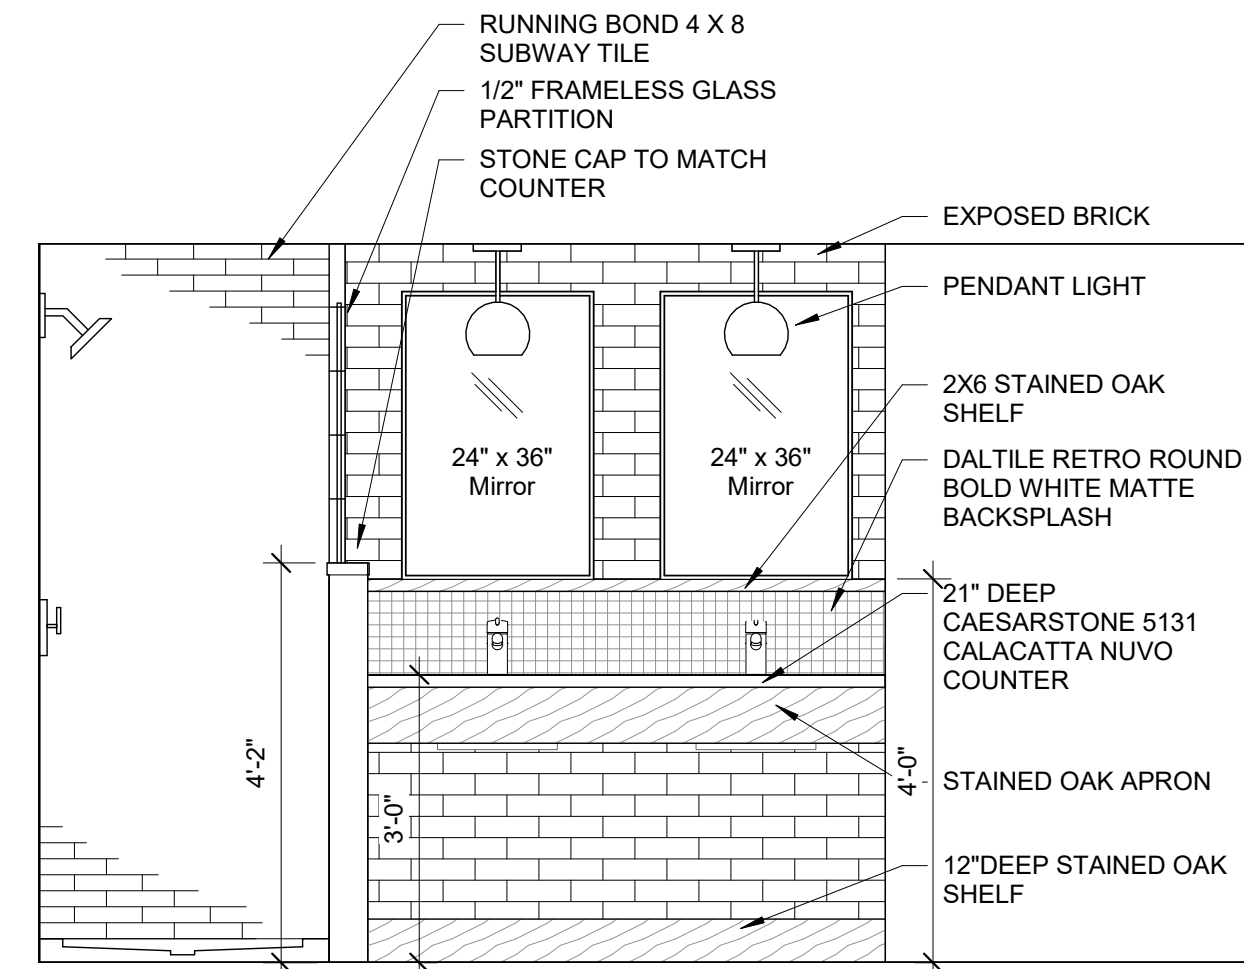 RUNNING BOND 4 X 8
SUBWAY TILE
1/2" FRAMELESS GLASS
PARTITION
STONE CAP TO MATCH
COUNTER
EXPOSED BRICK
PENDANT LIGHT
2X6 STAINED OAK
SHELF
DALTILE RETRO ROUND
BOLD WHITE MATTE
BACKSPLASH
24" x 36"
Mirror
24" x 36"
Mirror
21" DEEP
CAESARSTONE 5131
CALACATTA NUVO
COUNTER
4'-2"
3'-0"
4'-0"
STAINED OAK APRON
12"DEEP STAINED OAK
SHELF